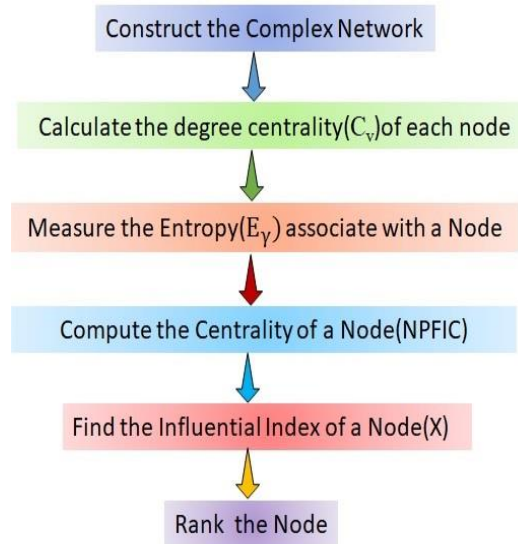 Construct the Complex Network
Calculate the degree centrality(Cᵥ)of each node
Measure the Entropy(Eᵧ) associate with a Node
Compute the Centrality of a Node(NPFIC)
Find the Influential Index of a Node(X)
Rank the Node